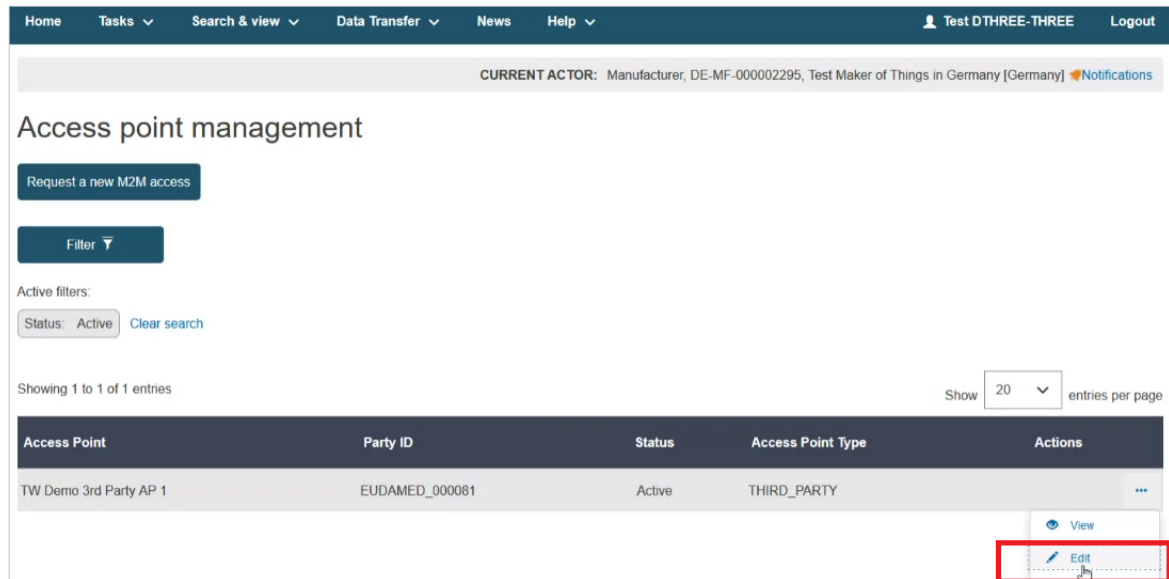 Home Tasks Search & view Data Transfer News Help Test DTHREE-THREE Logout
CURRENT ACTOR: Manufacturer, DE-MF-000002295, Test Maker of Things in Germany [Germany] Notifications
Access point management
Request a new M2M access
Filter
Active filters:
Status: Active Clear search
Showing 1 to 1 of 1 entries Show 20 entries per page
Access Point Party ID Status Access Point Type Actions
TW Demo 3rd Party AP 1 EUDAMED_000081 Active THIRD_PARTY ...
View
Edit